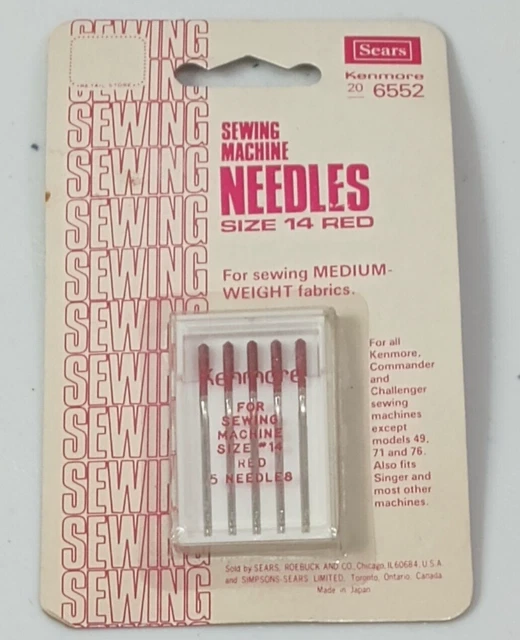 SEWING
SEWING
SEWING
SEWING
SEWING
SEWING
SEWING
SEWING
SEWING
SEWING
SEWING
SEWING
RETAIL STORE
Sears
Kenmore
20 6552
SEWING
MACHINE
NEEDLES
SIZE 14 RED
For sewing MEDIUM-
WEIGHT fabrics.
Kenmore
FOR
SEWING
MACHINE
SIZE #14
RED
5 NEEDLES
For all
Kenmore,
Commander
and
Challenger
sewing
machines
except
models 49,
71 and 76.
Also fits
Singer and
most other
machines.
Sold by SEARS, ROEBUCK AND CO., Chicago, IL 60684, U.S.A.
and SIMPSONS-SEARS LIMITED, Toronto, Ontario, Canada
Made in Japan